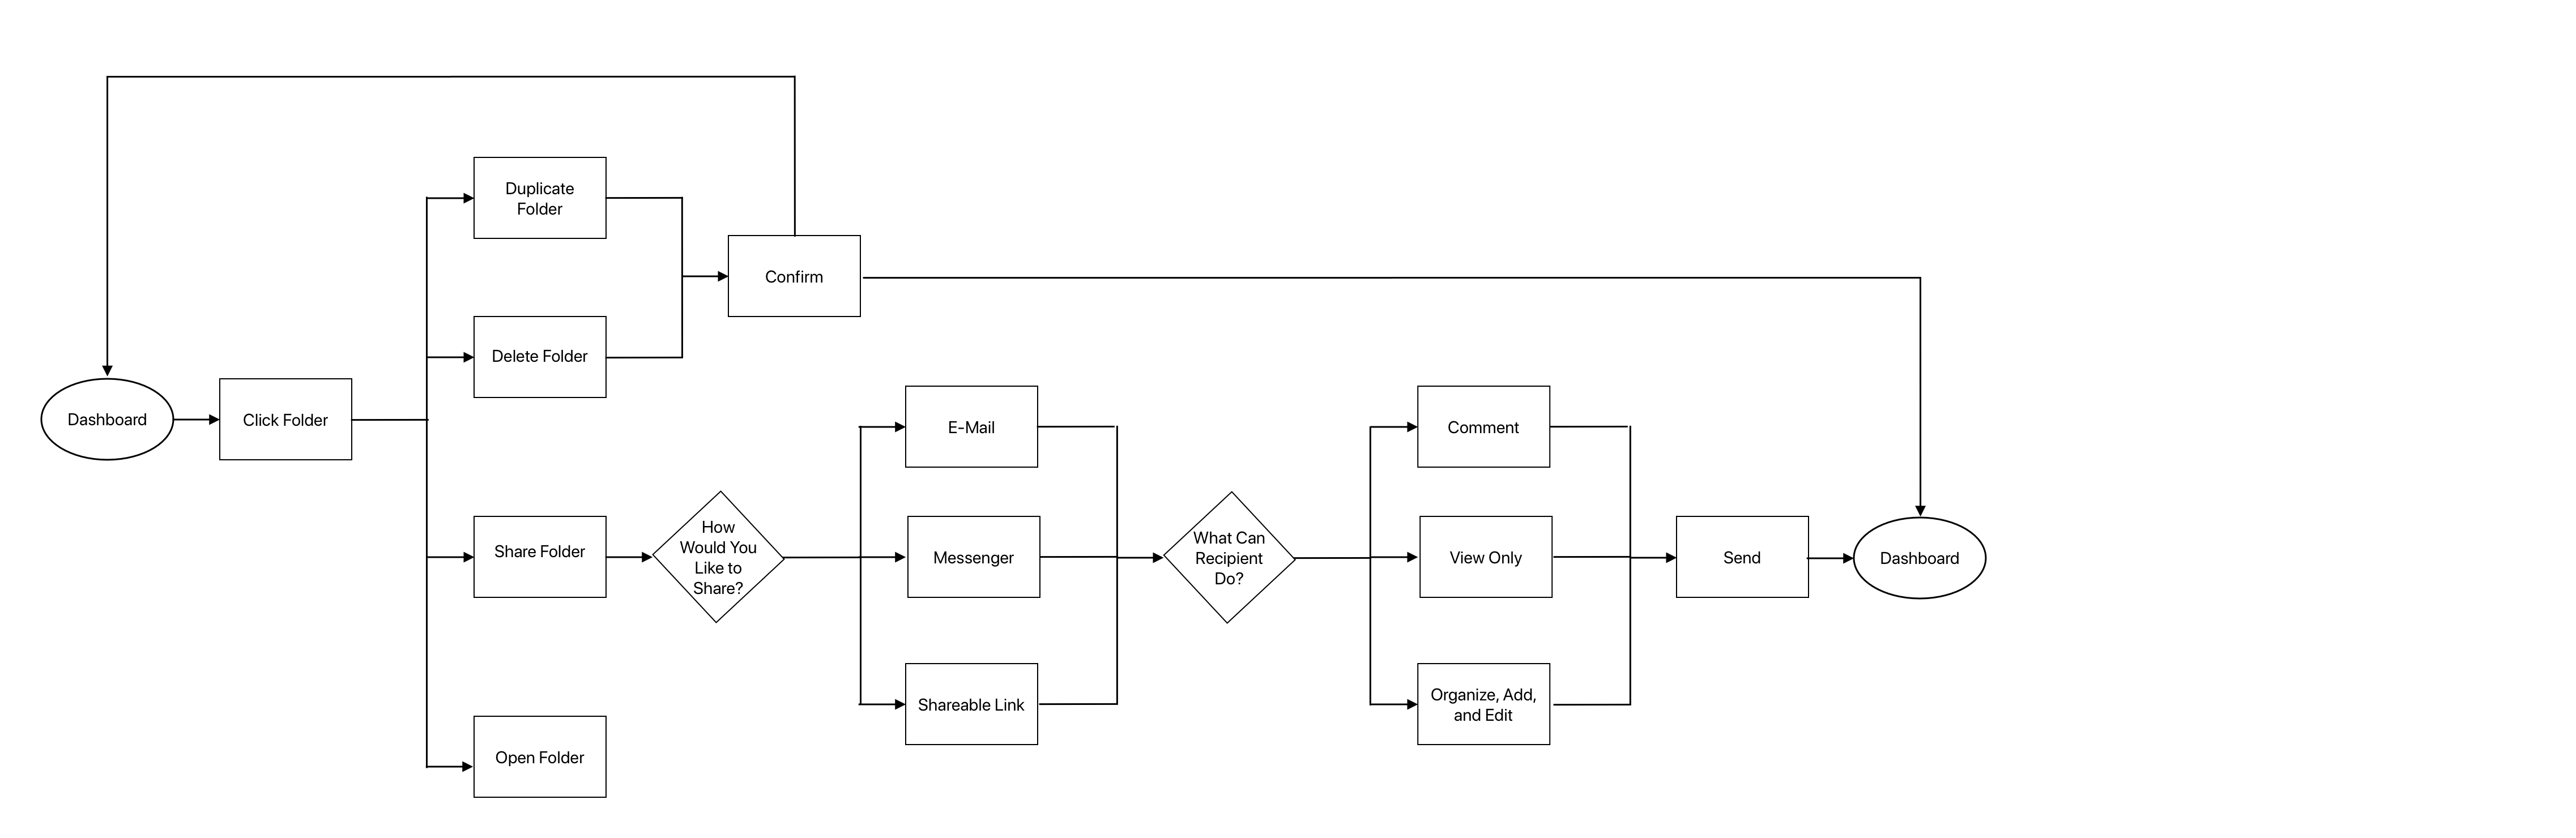 Duplicate
Folder
Confirm
Delete Folder
Dashboard
Click Folder
E-Mail
Comment
Share Folder
How
Would You
Like to
Share?
Messenger
What Can
Recipient
Do?
View Only
Send
Dashboard
Shareable Link
Organize, Add,
and Edit
Open Folder